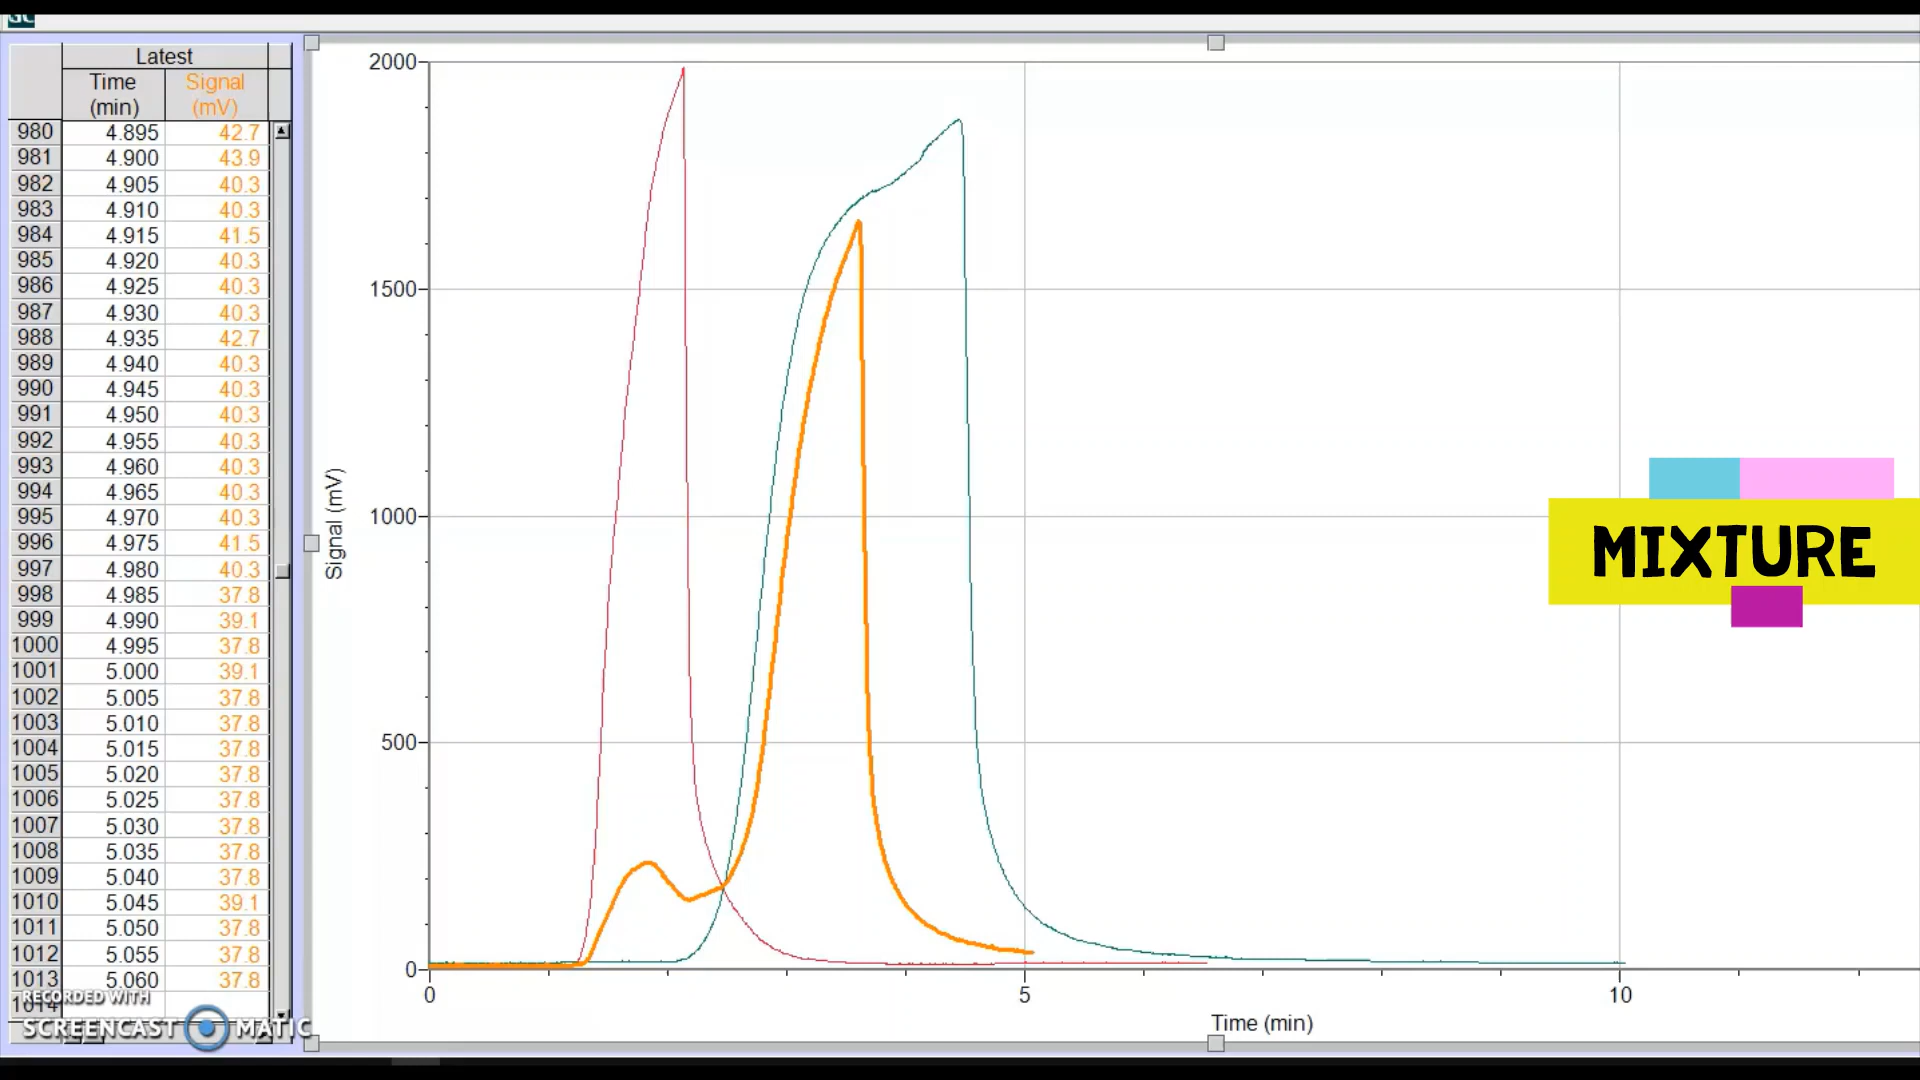 GC
Latest
Time Signal
(min) (mV)
980 4.895 42.7
981 4.900 43.9
982 4.905 40.3
983 4.910 40.3
984 4.915 41.5
985 4.920 40.3
986 4.925 40.3
987 4.930 40.3
988 4.935 42.7
989 4.940 40.3
990 4.945 40.3
991 4.950 40.3
992 4.955 40.3
993 4.960 40.3
994 4.965 40.3
995 4.970 40.3
996 4.975 41.5
997 4.980 40.3
998 4.985 37.8
999 4.990 39.1
1000 4.995 37.8
1001 5.000 39.1
1002 5.005 37.8
1003 5.010 37.8
1004 5.015 37.8
1005 5.020 37.8
1006 5.025 37.8
1007 5.030 37.8
1008 5.035 37.8
1009 5.040 37.8
1010 5.045 39.1
1011 5.050 37.8
1012 5.055 37.8
1013 5.060 37.8
1014
RECORDED WITH
SCREENCAST MATIC
2000
1500
1000
500
0
Signal (mV)
0 5 10
Time (min)
MIXTURE